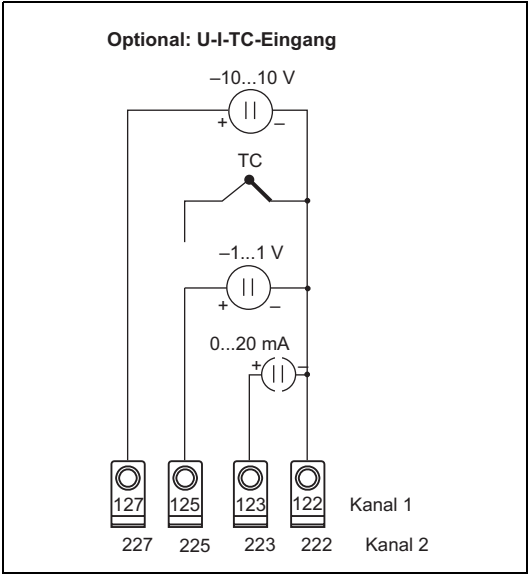 Optional: U-I-TC-Eingang
–10...10 V
+ –
TC
–1...1 V
+ –
0...20 mA
+ –
127 125 123 122 Kanal 1
227 225 223 222 Kanal 2